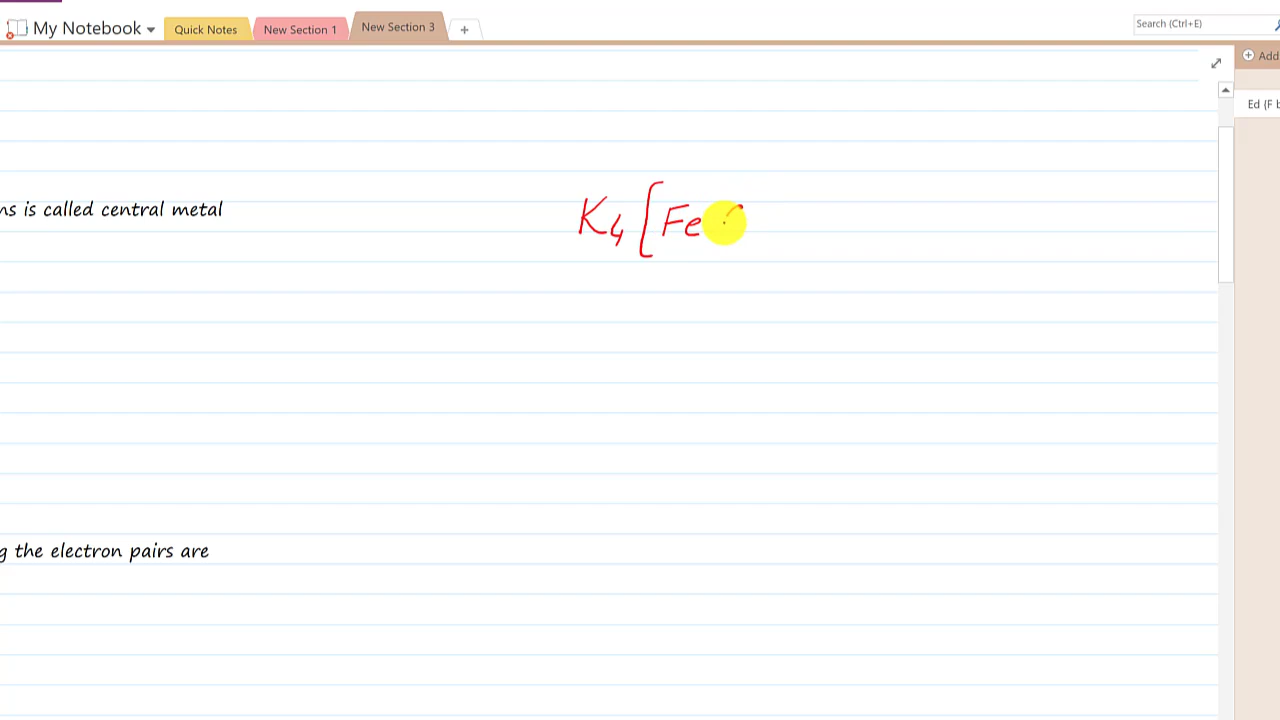 My Notebook Quick Notes New Section 1 New Section 3 + Search (Ctrl+E)
Add
Ed (F b
ns is called central metal
K4 [Fe
g the electron pairs are